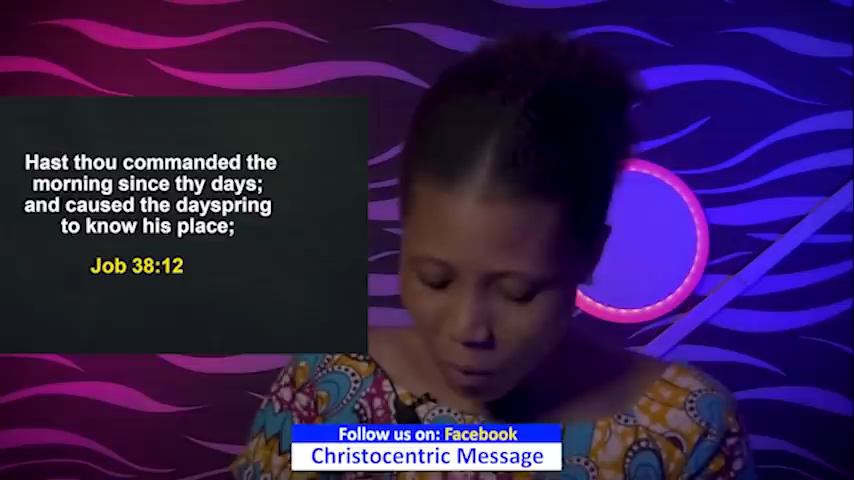 Hast thou commanded the
morning since thy days;
and caused the dayspring
to know his place;
Job 38:12
Follow us on: Facebook
Christocentric Message